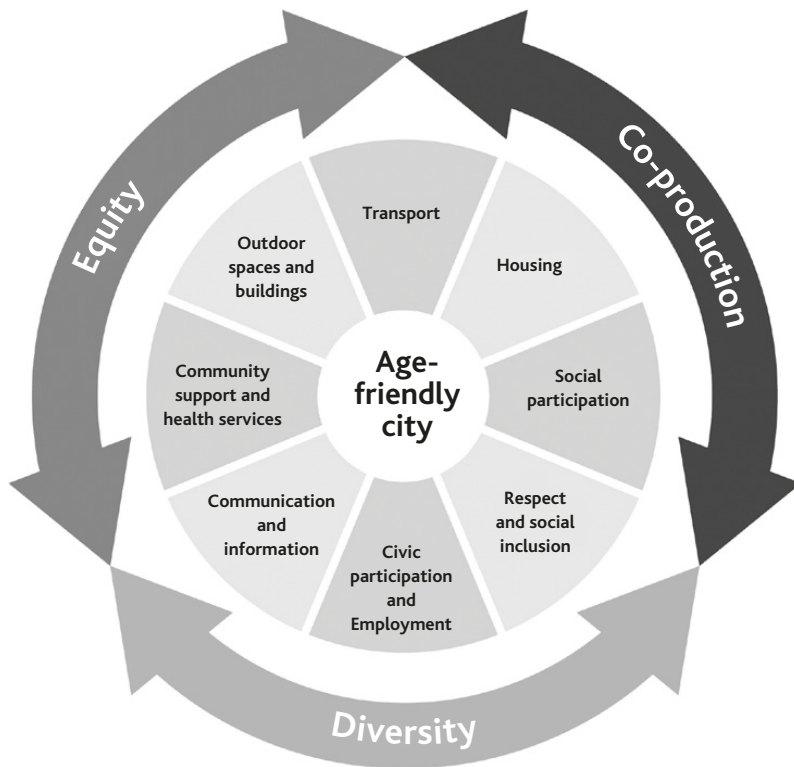 Equity
Co-production
Transport
Outdoor
spaces and
buildings
Housing
Community
support and
health services
Age-
friendly
city
Social
participation
Communication
and
information
Respect
and social
inclusion
Civic
participation
and
Employment
Diversity